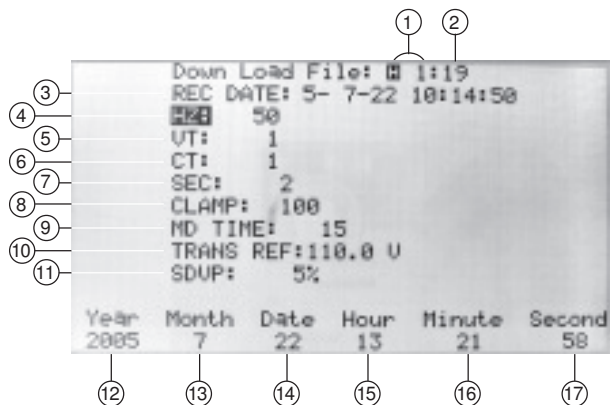 ① ②
Down Load File: H 1:19
③ REC DATE: 5- 7-22 10:14:50
④ HZ: 50
⑤ VT: 1
⑥ CT: 1
⑦ SEC: 2
⑧ CLAMP: 100
⑨ MD TIME: 15
⑩ TRANS REF:110.0 V
⑪ SDVP: 5%
Year Month Date Hour Minute Second
2005 7 22 13 21 58
⑫ ⑬ ⑭ ⑮ ⑯ ⑰